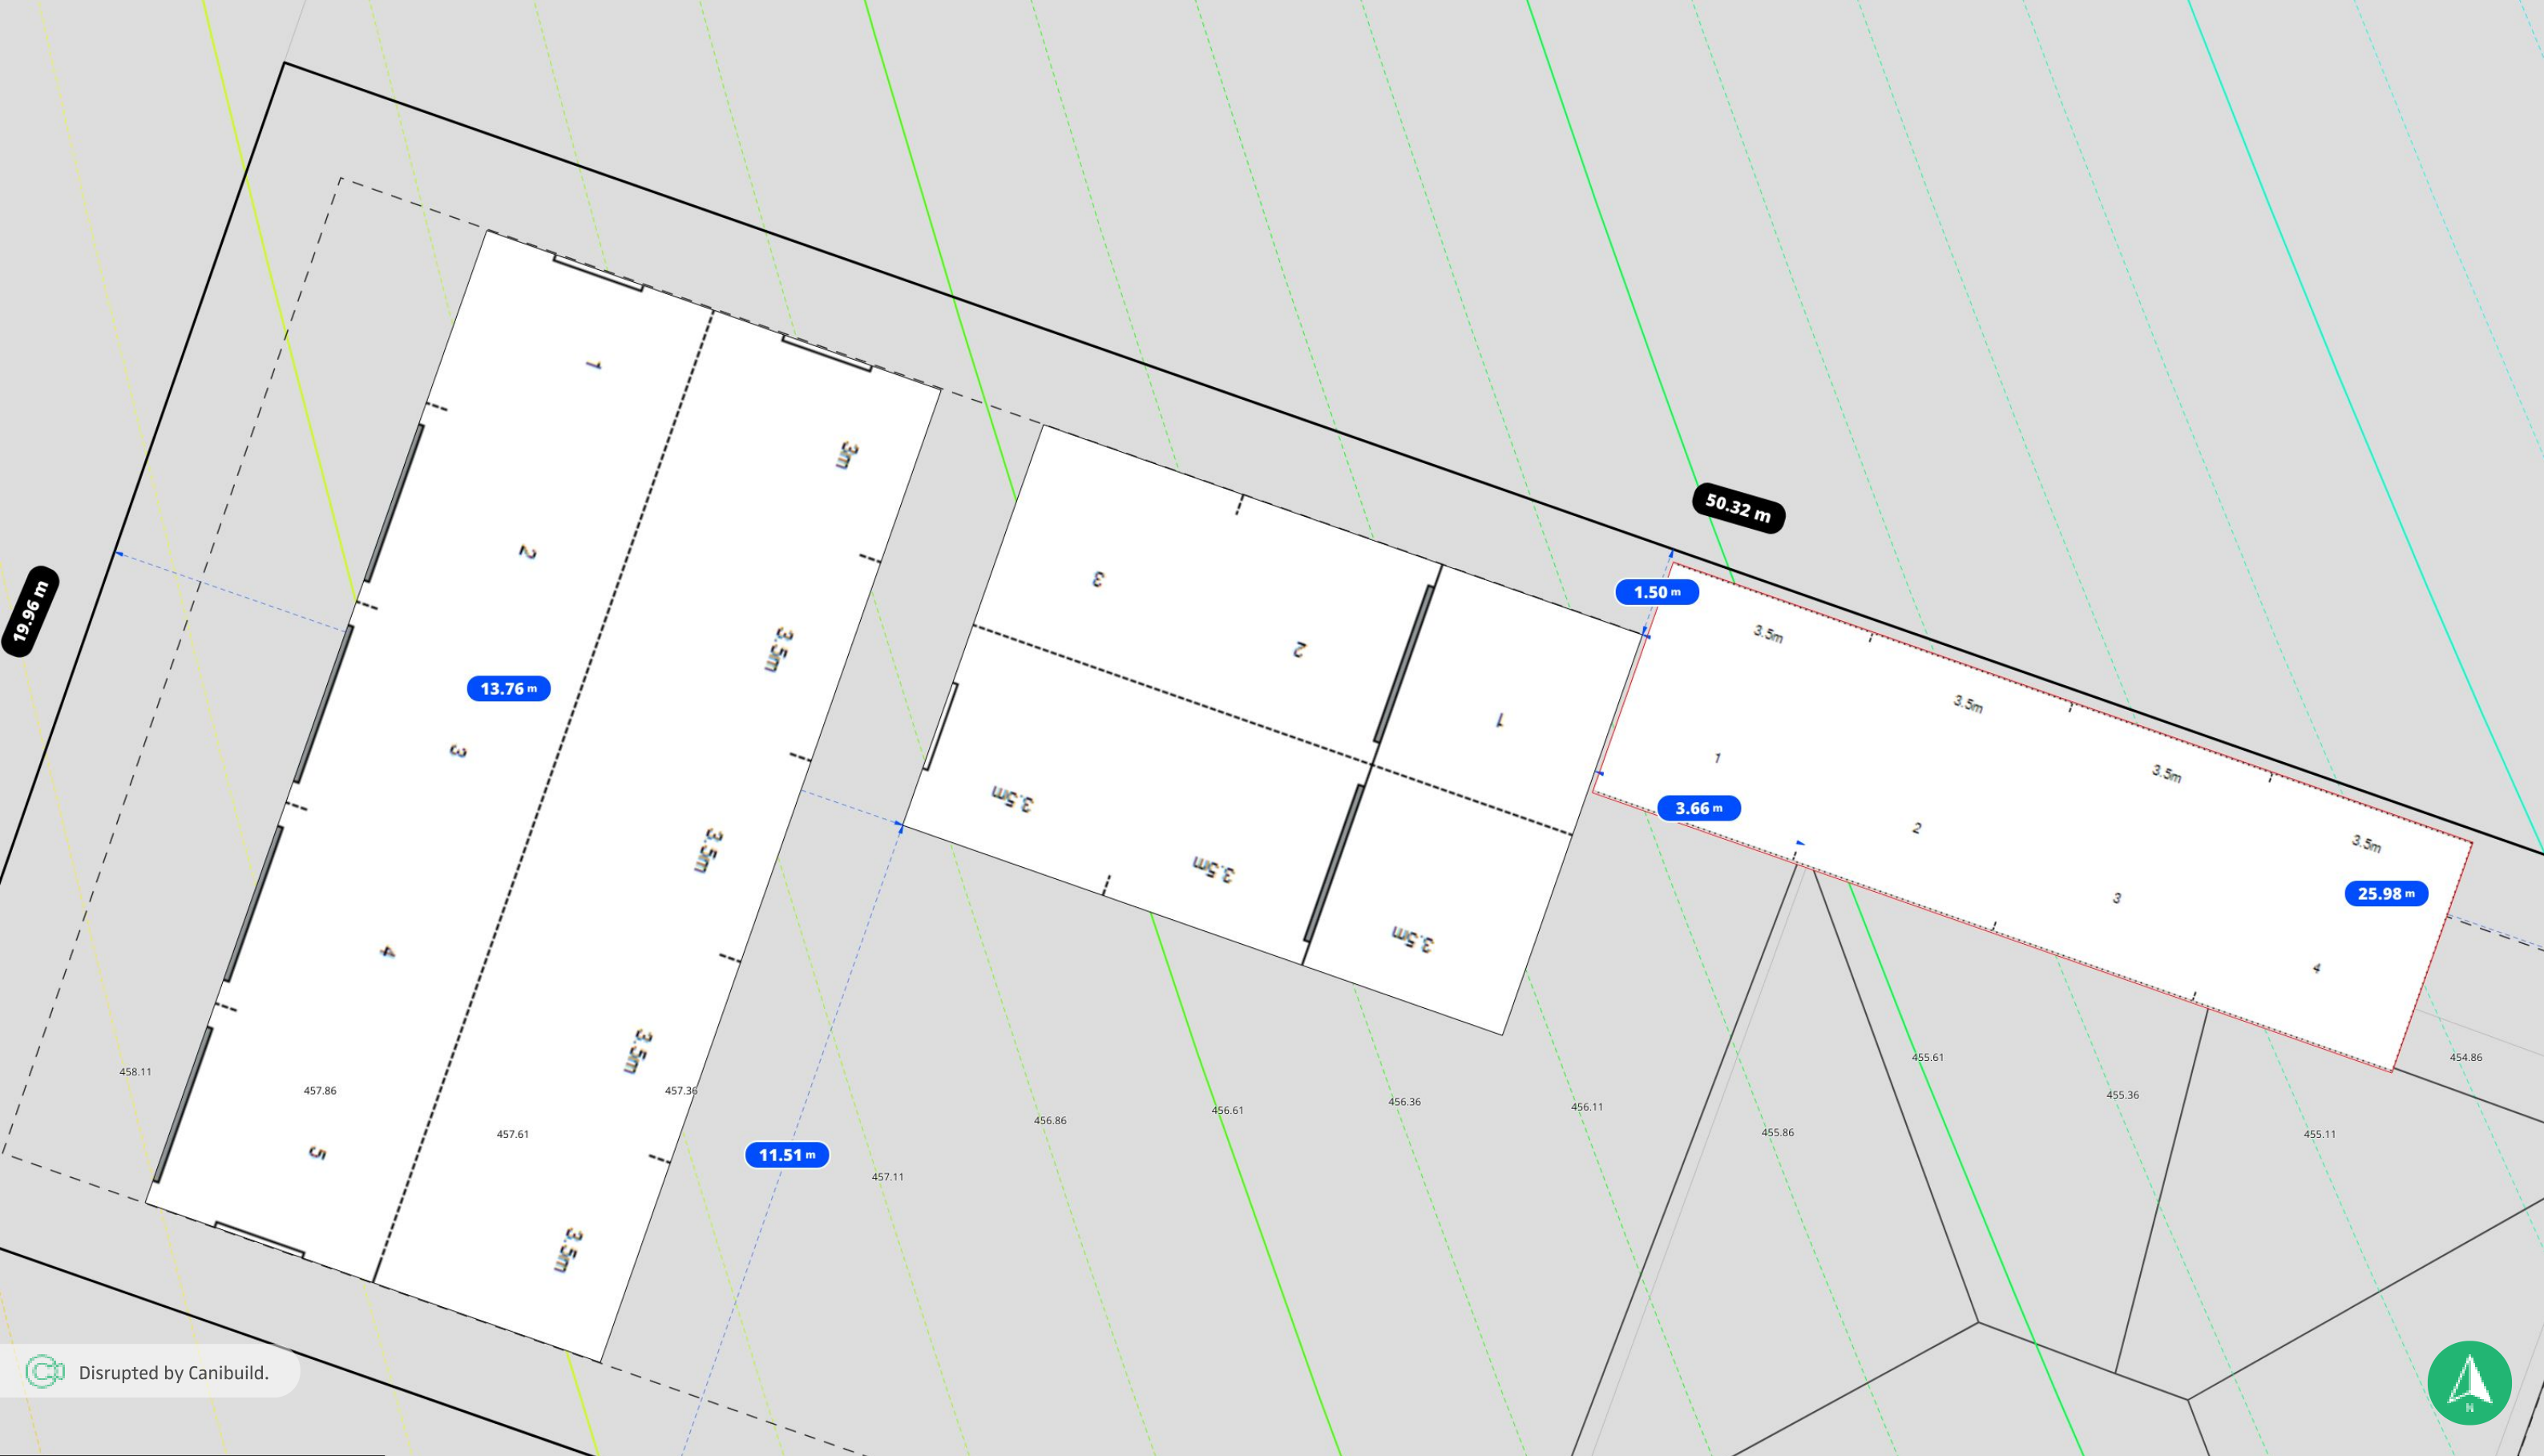 50.32 m
19.96 m
1
3m
2
3.5m
3
3.5m
4
3.5m
5
3.5m
13.76 m
3
2
1
3.5m
3.5m
3.5m
1.50 m
3.5m
3.5m
3.5m
3.5m
1
2
3
4
3.66 m
25.98 m
11.51 m
458.11
457.86
457.61
457.36
457.11
456.86
456.61
456.36
456.11
455.86
455.61
455.36
455.11
454.86
Disrupted by Canibuild.
N